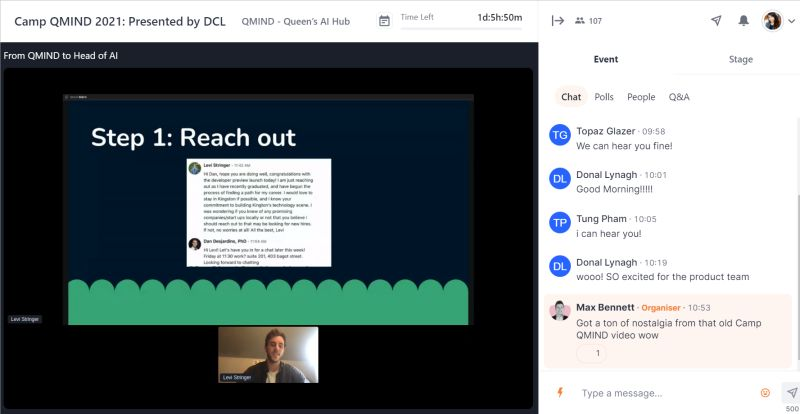 Camp QMIND 2021: Presented by DCL
QMIND - Queen's AI Hub
Time Left
1d:5h:50m
107
From QMIND to Head of AI
Step 1: Reach out
Levi Stringer · 11:02 AM
Hi Dan, hope you are doing well, congratulations with
the developer preview launch today! I am just reaching
out as I have recently graduated, and have begun the
process of finding a path for my career. I would love to
stay in Kingston if possible, and I know your
commitment to building Kington's technology scene. I
was wondering if you knew of any promising
companies/start ups locally or not that you believe I
should reach out to that may be looking for new hires.
If not, no worries at all! All the best, Levi
Dan Desjardins, PhD · 11:04 AM
Hi Levi! Let's have you in for a chat later this week!
Friday at 11:30 work? suite 201, 403 bagot street.
Looking forward to chatting
Levi Stringer
Levi Stringer
Event
Stage
Chat
Polls
People
Q&A
TG
Topaz Glazer · 09:58
We can hear you fine!
DL
Donal Lynagh · 10:01
Good Morning!!!!!
TP
Tung Pham · 10:05
i can hear you!
DL
Donal Lynagh · 10:19
wooo! SO excited for the product team
Max Bennett · Organiser · 10:53
Got a ton of nostalgia from that old Camp
QMIND video wow
1
Type a message...
500